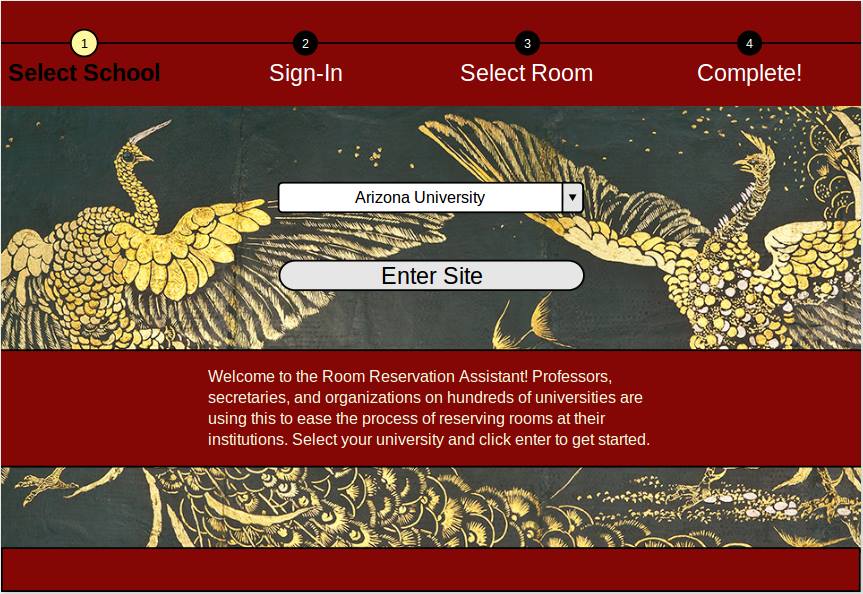 1 2 3 4
Select School Sign-In Select Room Complete!
Arizona University
Enter Site
Welcome to the Room Reservation Assistant! Professors,
secretaries, and organizations on hundreds of universities are
using this to ease the process of reserving rooms at their
institutions. Select your university and click enter to get started.